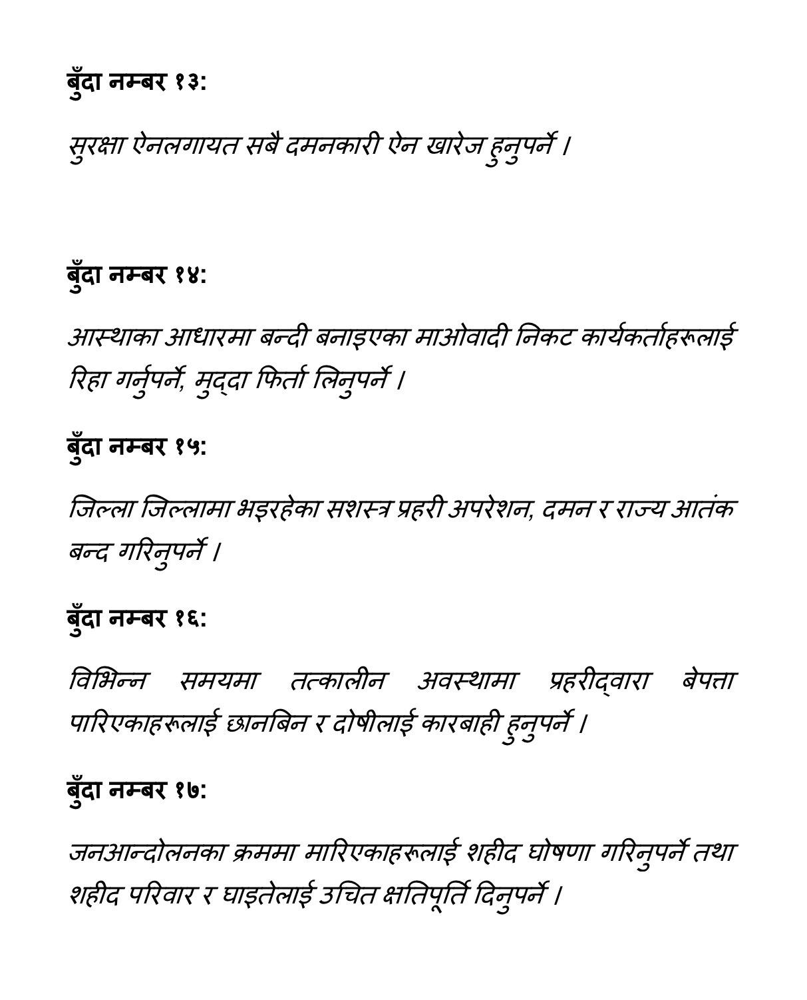 बुँदा नम्बर १३:
सुरक्षा ऐनलगायत सबै दमनकारी ऐन खारेज हुनुपर्ने ।
बुँदा नम्बर १४:
आस्थाका आधारमा बन्दी बनाइएका माओवादी निकट कार्यकर्ताहरूलाई
रिहा गर्नुपर्ने, मुद्‌दा फिर्ता लिनुपर्ने ।
बुँदा नम्बर १५:
जिल्ला जिल्लामा भइरहेका सशस्त्र प्रहरी अपरेशन, दमन र राज्य आतंक
बन्द गरिनुपर्ने ।
बुँदा नम्बर १६:
विभिन्न समयमा तत्कालीन अवस्थामा प्रहरीद्‌वारा बेपत्ता
पारिएकाहरूलाई छानबिन र दोषीलाई कारबाही हुनुपर्ने ।
बुँदा नम्बर १७:
जनआन्दोलनका क्रममा मारिएकाहरूलाई शहीद घोषणा गरिनुपर्ने तथा
शहीद परिवार र घाइतेलाई उचित क्षतिपूर्ति दिनुपर्ने ।